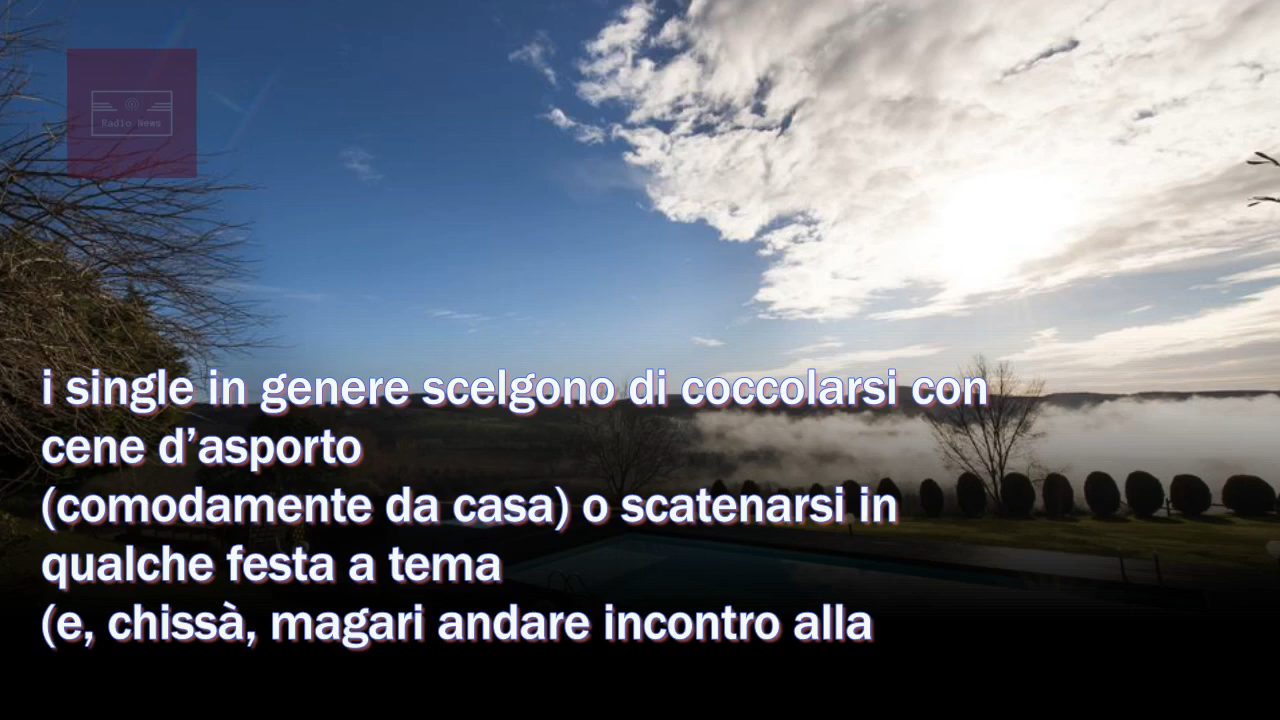 Radio News
i single in genere scelgono di coccolarsi con
cene d’asporto
(comodamente da casa) o scatenarsi in
qualche festa a tema
(e, chissà, magari andare incontro alla